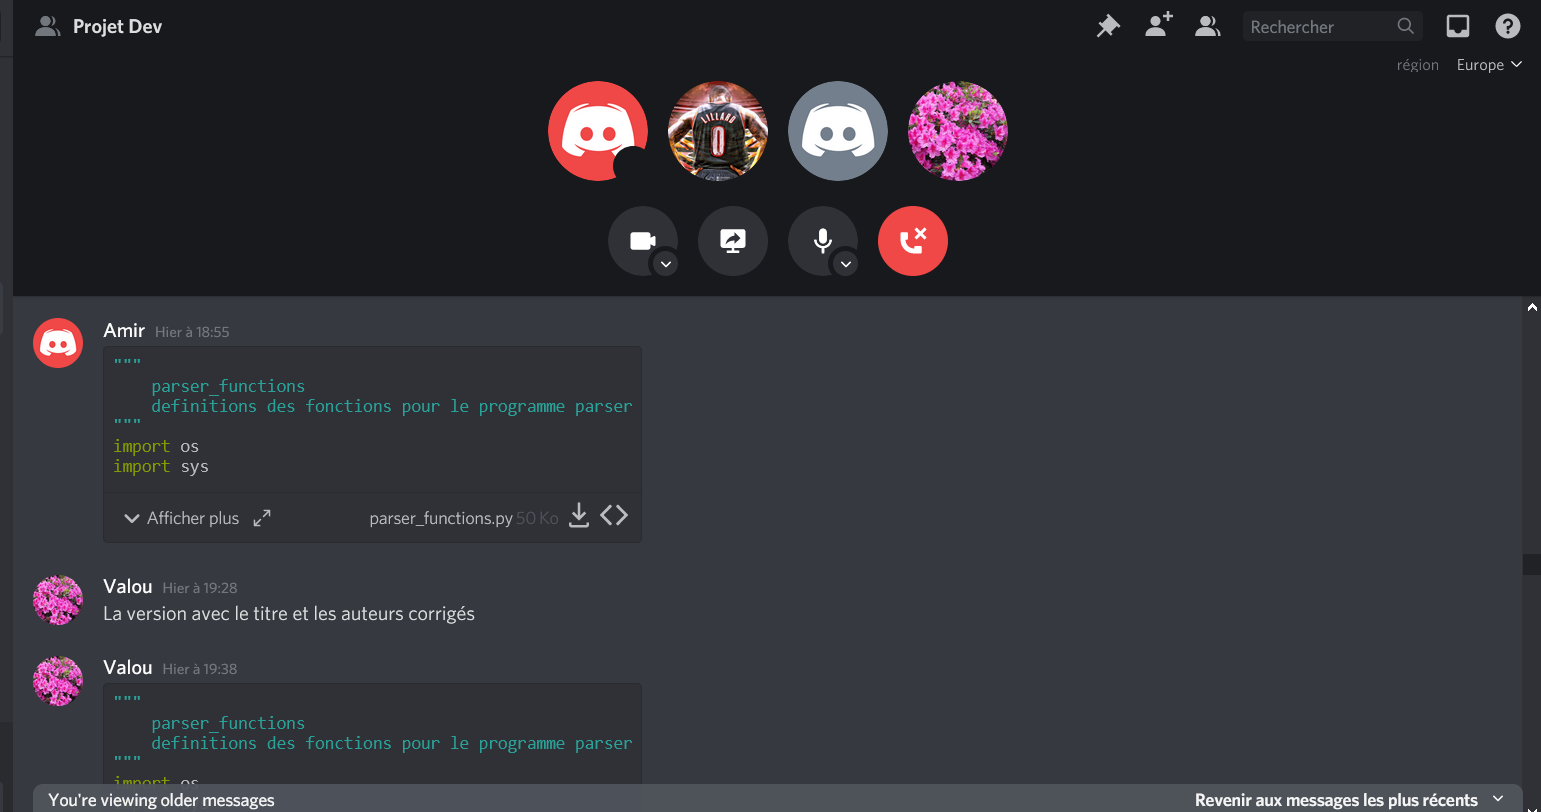 Projet Dev
Rechercher
région Europe
LILLARD
0
Amir Hier à 18:55
"""
parser_functions
definitions des fonctions pour le programme parser
"""
import os
import sys
Afficher plus parser_functions.py 50 Ko
Valou Hier à 19:28
La version avec le titre et les auteurs corrigés
Valou Hier à 19:38
"""
parser_functions
definitions des fonctions pour le programme parser
"""
import os
You're viewing older messages Revenir aux messages les plus récents